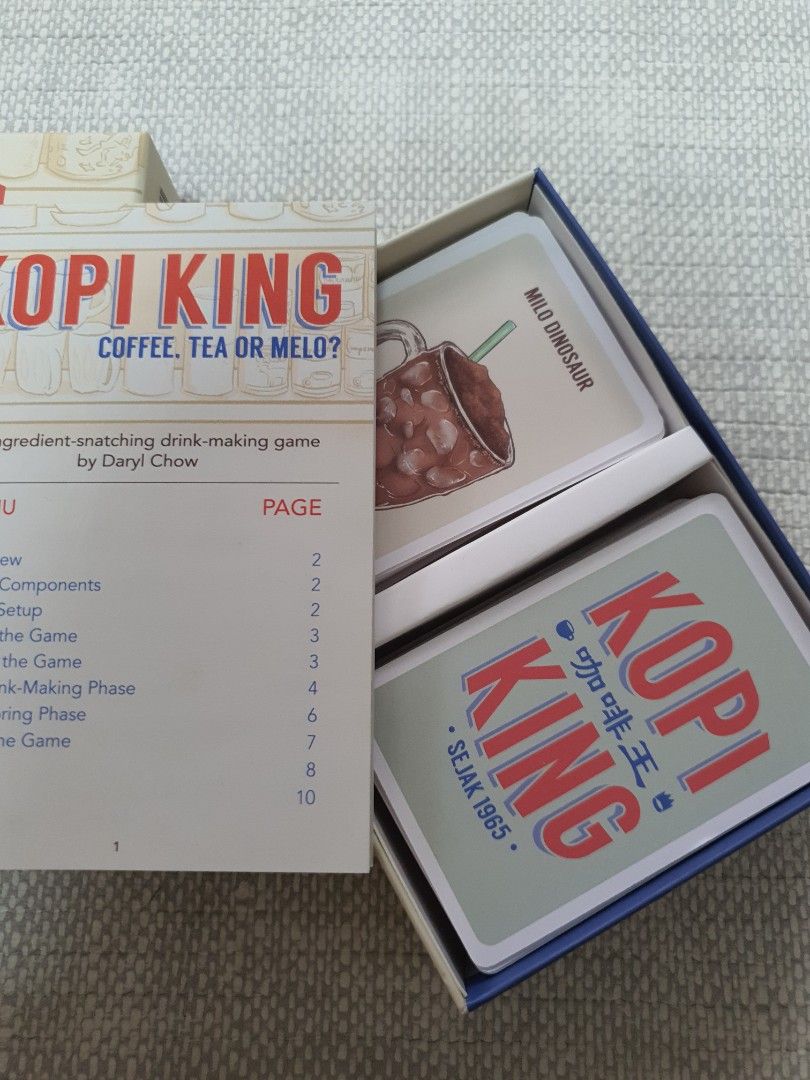 KOPI KING
COFFEE, TEA OR MELO?
ngredient-snatching drink-making game
by Daryl Chow
U PAGE
ew 2
Components 2
Setup 2
the Game 3
the Game 3
nk-Making Phase 4
ring Phase 6
he Game 7
8
10
1
MILO DINOSAUR
KOPI
咖啡王
KING
• SEJAK 1965 •